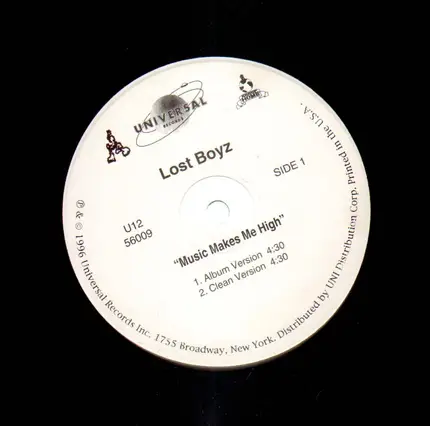 UNIVERSAL
RECORDS
HOME
Lost Boyz
SIDE 1
U12
56009
"Music Makes Me High"
1. Album Version 4:30
2. Clean Version 4:30
℗ & © 1996 Universal Records Inc. 1755 Broadway, New York. Distributed by UNI Distribution Corp. Printed in the U.S.A.